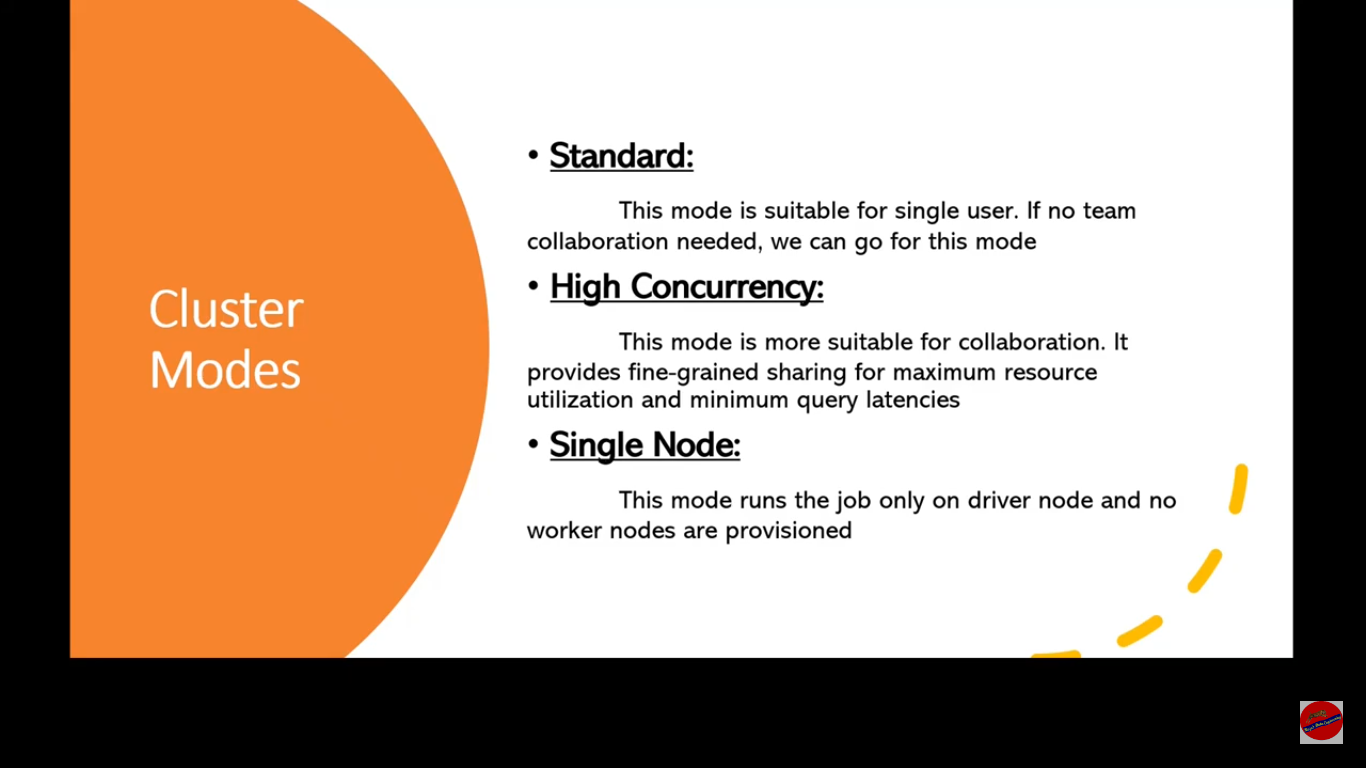 Cluster
Modes
• Standard:
This mode is suitable for single user. If no team
collaboration needed, we can go for this mode
• High Concurrency:
This mode is more suitable for collaboration. It
provides fine-grained sharing for maximum resource
utilization and minimum query latencies
• Single Node:
This mode runs the job only on driver node and no
worker nodes are provisioned